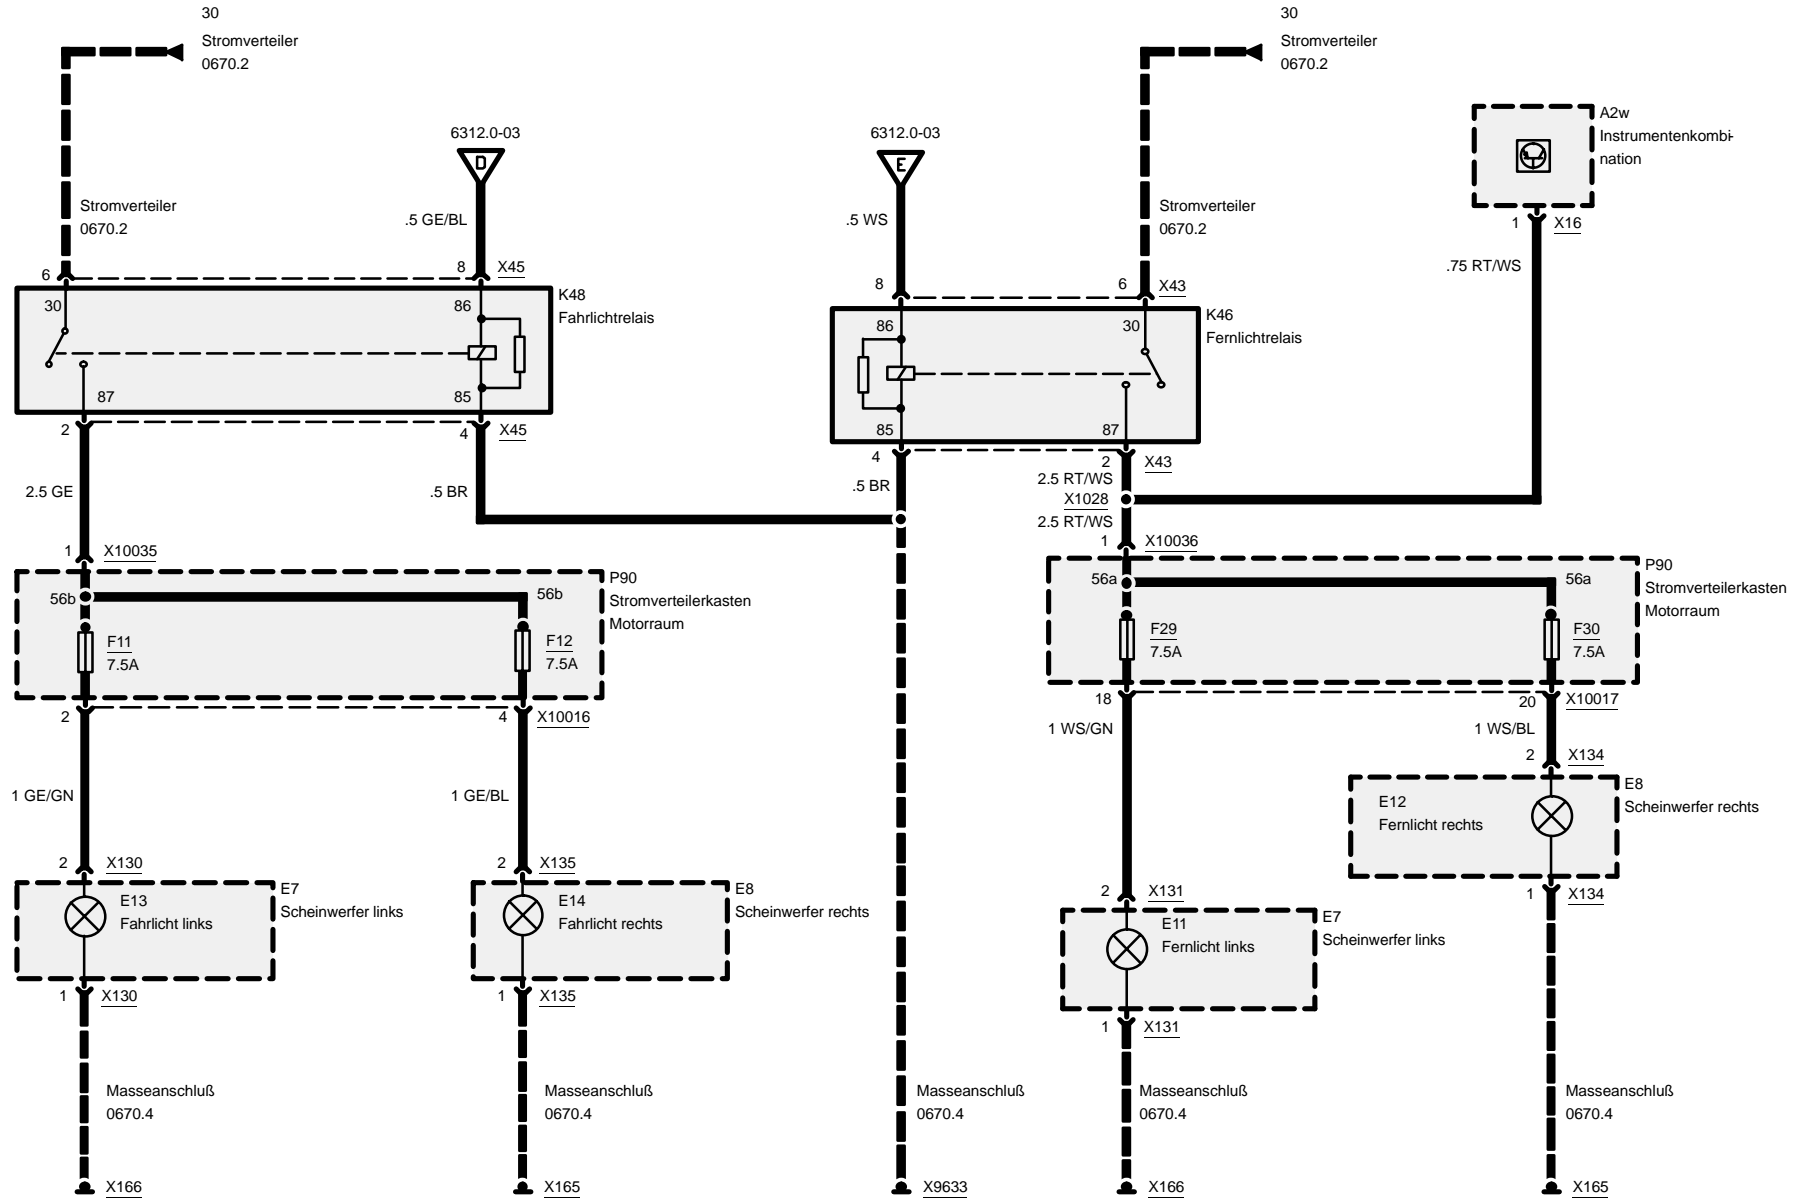 30
Stromverteiler
0670.2
30
Stromverteiler
0670.2
A2w
Instrumentenkombi-
nation
6312.0-03
D
6312.0-03
E
Stromverteiler
0670.2
.5 GE/BL
.5 WS
Stromverteiler
0670.2
1
X16
.75 RT/WS
6
8
X45
8
6
X43
K48
Fahrlichtrelais
30
86
87
85
K46
Fernlichtrelais
86
30
85
87
2
4
X45
4
2
X43
2.5 GE
.5 BR
.5 BR
2.5 RT/WS
X1028
2.5 RT/WS
1
X10035
1
X10036
P90
Stromverteilerkasten
Motorraum
56b
56b
F11
7.5A
F12
7.5A
P90
Stromverteilerkasten
Motorraum
56a
56a
F29
7.5A
F30
7.5A
2
4
X10016
18
20
X10017
1 WS/GN
1 WS/BL
2
X134
1 GE/GN
1 GE/BL
E8
Scheinwerfer rechts
E12
Fernlicht rechts
2
X130
2
X135
2
X131
1
X134
E7
Scheinwerfer links
E13
Fahrlicht links
E8
Scheinwerfer rechts
E14
Fahrlicht rechts
E7
Scheinwerfer links
E11
Fernlicht links
1
X130
1
X135
1
X131
Masseanschluß
0670.4
Masseanschluß
0670.4
Masseanschluß
0670.4
Masseanschluß
0670.4
Masseanschluß
0670.4
X166
X165
X9633
X166
X165